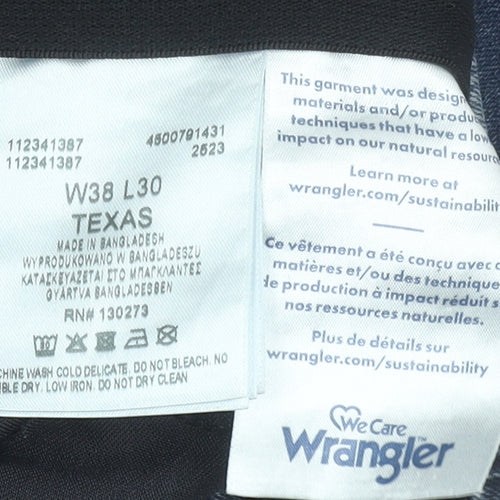 112341387 4500791431
112341387 2523
W38 L30
TEXAS
MADE IN BANGLADESH
WYPRODUKOWANO W BANGLADESZU
ΚΑΤΑΣΚΕΥΑΖΕΤΑΙ ΣΤΟ ΜΠΑΓΚΛΑΝΤΕΣ
GYÁRTVA BANGLADESBEN
RN# 130273
CHINE WASH COLD DELICATE. DO NOT BLEACH. NO
BLE DRY. LOW IRON. DO NOT DRY CLEAN
This garment was design
materials and/or produc
techniques that have a low
impact on our natural resourc
Learn more at
wrangler.com/sustainabilit
Ce vêtement a été conçu avec d
matières et/ou des technique
de production à impact réduit s
nos ressources naturelles.
Plus de détails sur
wrangler.com/sustainability
We Care
Wrangler™